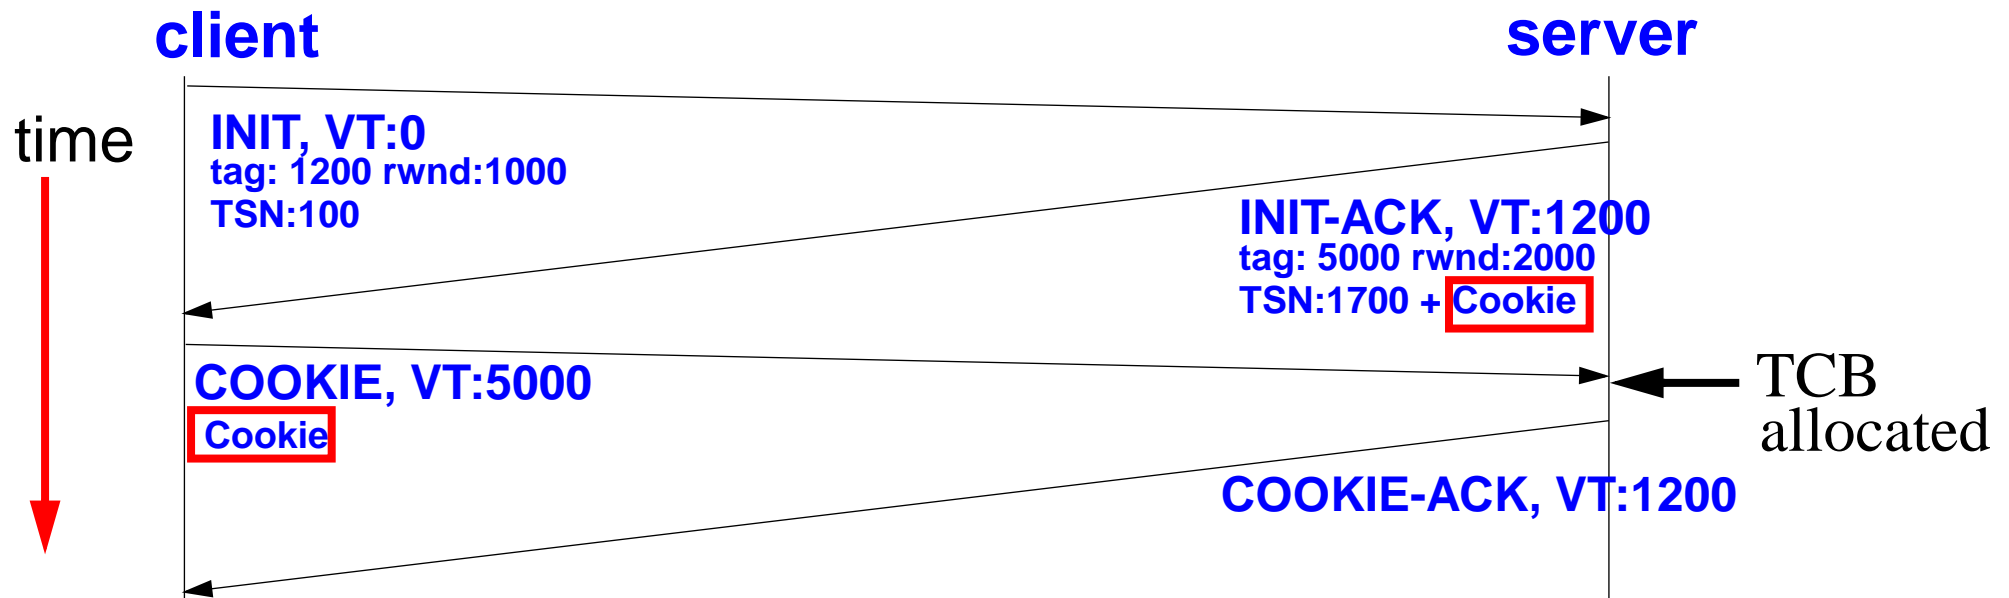 client
server
time
INIT, VT:0
tag: 1200 rwnd:1000
TSN:100
INIT-ACK, VT:1200
tag: 5000 rwnd:2000
TSN:1700 + Cookie
COOKIE, VT:5000
Cookie
TCB
allocated
COOKIE-ACK, VT:1200